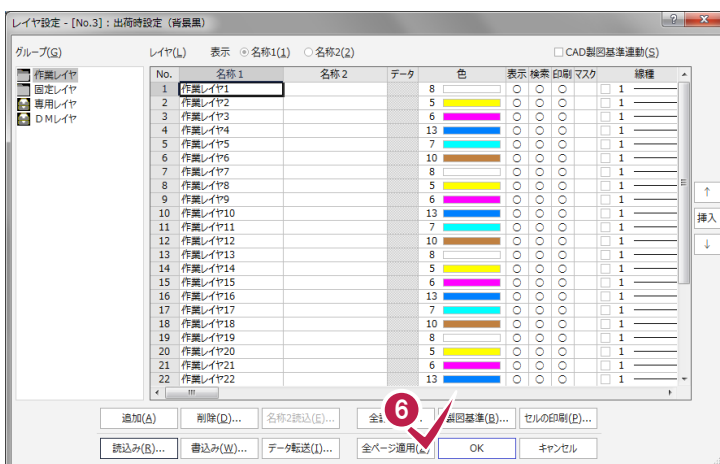 レイヤ設定 - [No.3] : 出荷時設定（背景黒）
グループ(G) レイヤ(L) 表示 名称1(1) 名称2(2) CAD製図基準連動(S)
作業レイヤ
固定レイヤ
専用レイヤ
ＤＭレイヤ
No. 名称 1 名称 2 データ 色 表示 検索 印刷 マスク 線種
1 作業レイヤ1 8 ○ ○ ○ 1
2 作業レイヤ2 5 ○ ○ ○ 1
3 作業レイヤ3 6 ○ ○ ○ 1
4 作業レイヤ4 13 ○ ○ ○ 1
5 作業レイヤ5 7 ○ ○ ○ 1
6 作業レイヤ6 10 ○ ○ ○ 1
7 作業レイヤ7 8 ○ ○ ○ 1
8 作業レイヤ8 5 ○ ○ ○ 1
9 作業レイヤ9 6 ○ ○ ○ 1
10 作業レイヤ10 13 ○ ○ ○ 1
11 作業レイヤ11 7 ○ ○ ○ 1
12 作業レイヤ12 10 ○ ○ ○ 1
13 作業レイヤ13 8 ○ ○ ○ 1
14 作業レイヤ14 5 ○ ○ ○ 1
15 作業レイヤ15 6 ○ ○ ○ 1
16 作業レイヤ16 13 ○ ○ ○ 1
17 作業レイヤ17 7 ○ ○ ○ 1
18 作業レイヤ18 10 ○ ○ ○ 1
19 作業レイヤ19 8 ○ ○ ○ 1
20 作業レイヤ20 5 ○ ○ ○ 1
21 作業レイヤ21 6 ○ ○ ○ 1
22 作業レイヤ22 13 ○ ○ ○ 1
↑
挿入
↓
追加(A) 削除(D)... 名称2読込(E)... 製図基準(B)... セルの印刷(P)...
6
読込み(R)... 書込み(W)... データ転送(I)... 全ページ適用 OK キャンセル